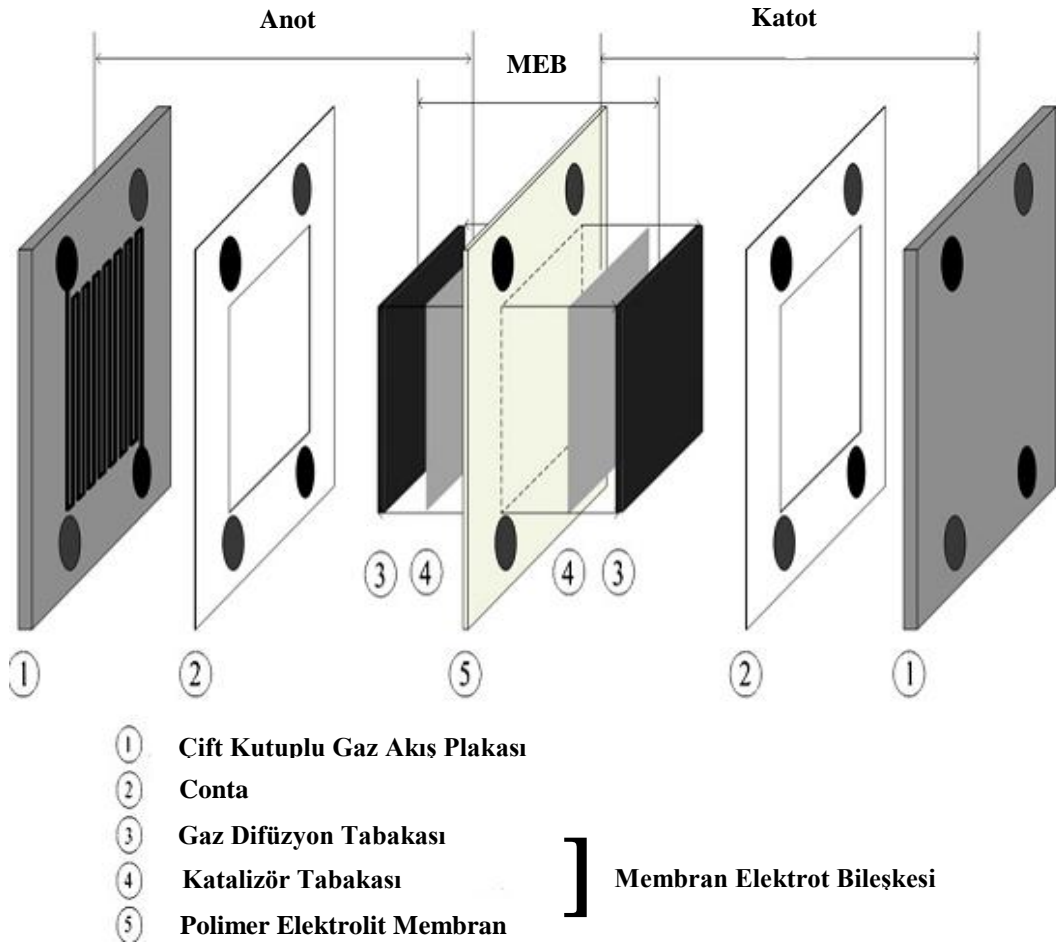 Anot
Katot
MEB
3 4 4 3
1 2 5 2 1
1 Çift Kutuplu Gaz Akış Plakası
2 Conta
3 Gaz Difüzyon Tabakası
4 Katalizör Tabakası ] Membran Elektrot Bileşkesi
5 Polimer Elektrolit Membran